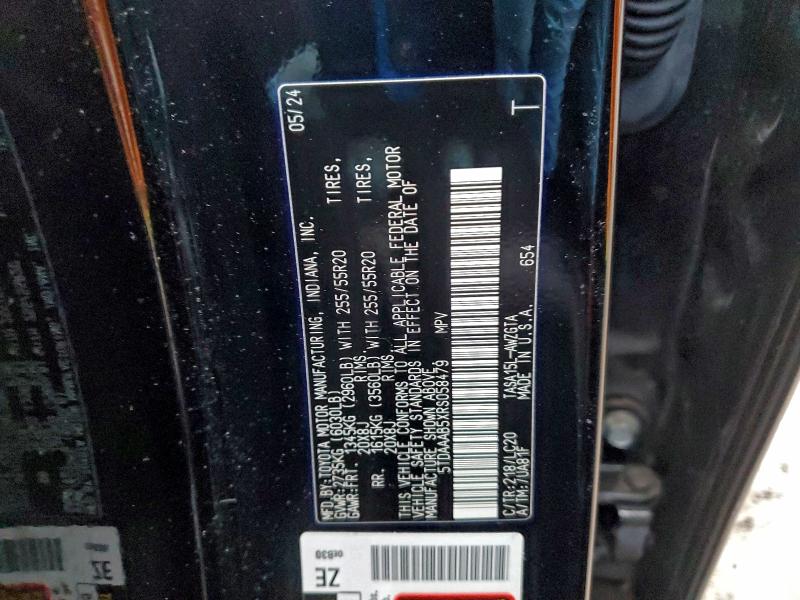 MFD.BY:TOYOTA MOTOR MANUFACTURING, INDIANA, INC. 05/24
GVWR:2735KG (6030LB)
GAWR:FRT. 1345KG (2960LB) WITH 255/55R20 TIRES,
20X8J RIMS,
RR. 1615KG (3560LB) WITH 255/55R20 TIRES,
20X8J RIMS
THIS VEHICLE CONFORMS TO ALL APPLICABLE FEDERAL MOTOR
VEHICLE SAFETY STANDARDS IN EFFECT ON THE DATE OF
MANUFACTURE SHOWN ABOVE.
5TDAAAB5XRS058479 MPV
C/TR:218/LC20 TASA15L-AWZGTA 654
A/TM:/UA81F MADE IN U.S.A. T
ZE